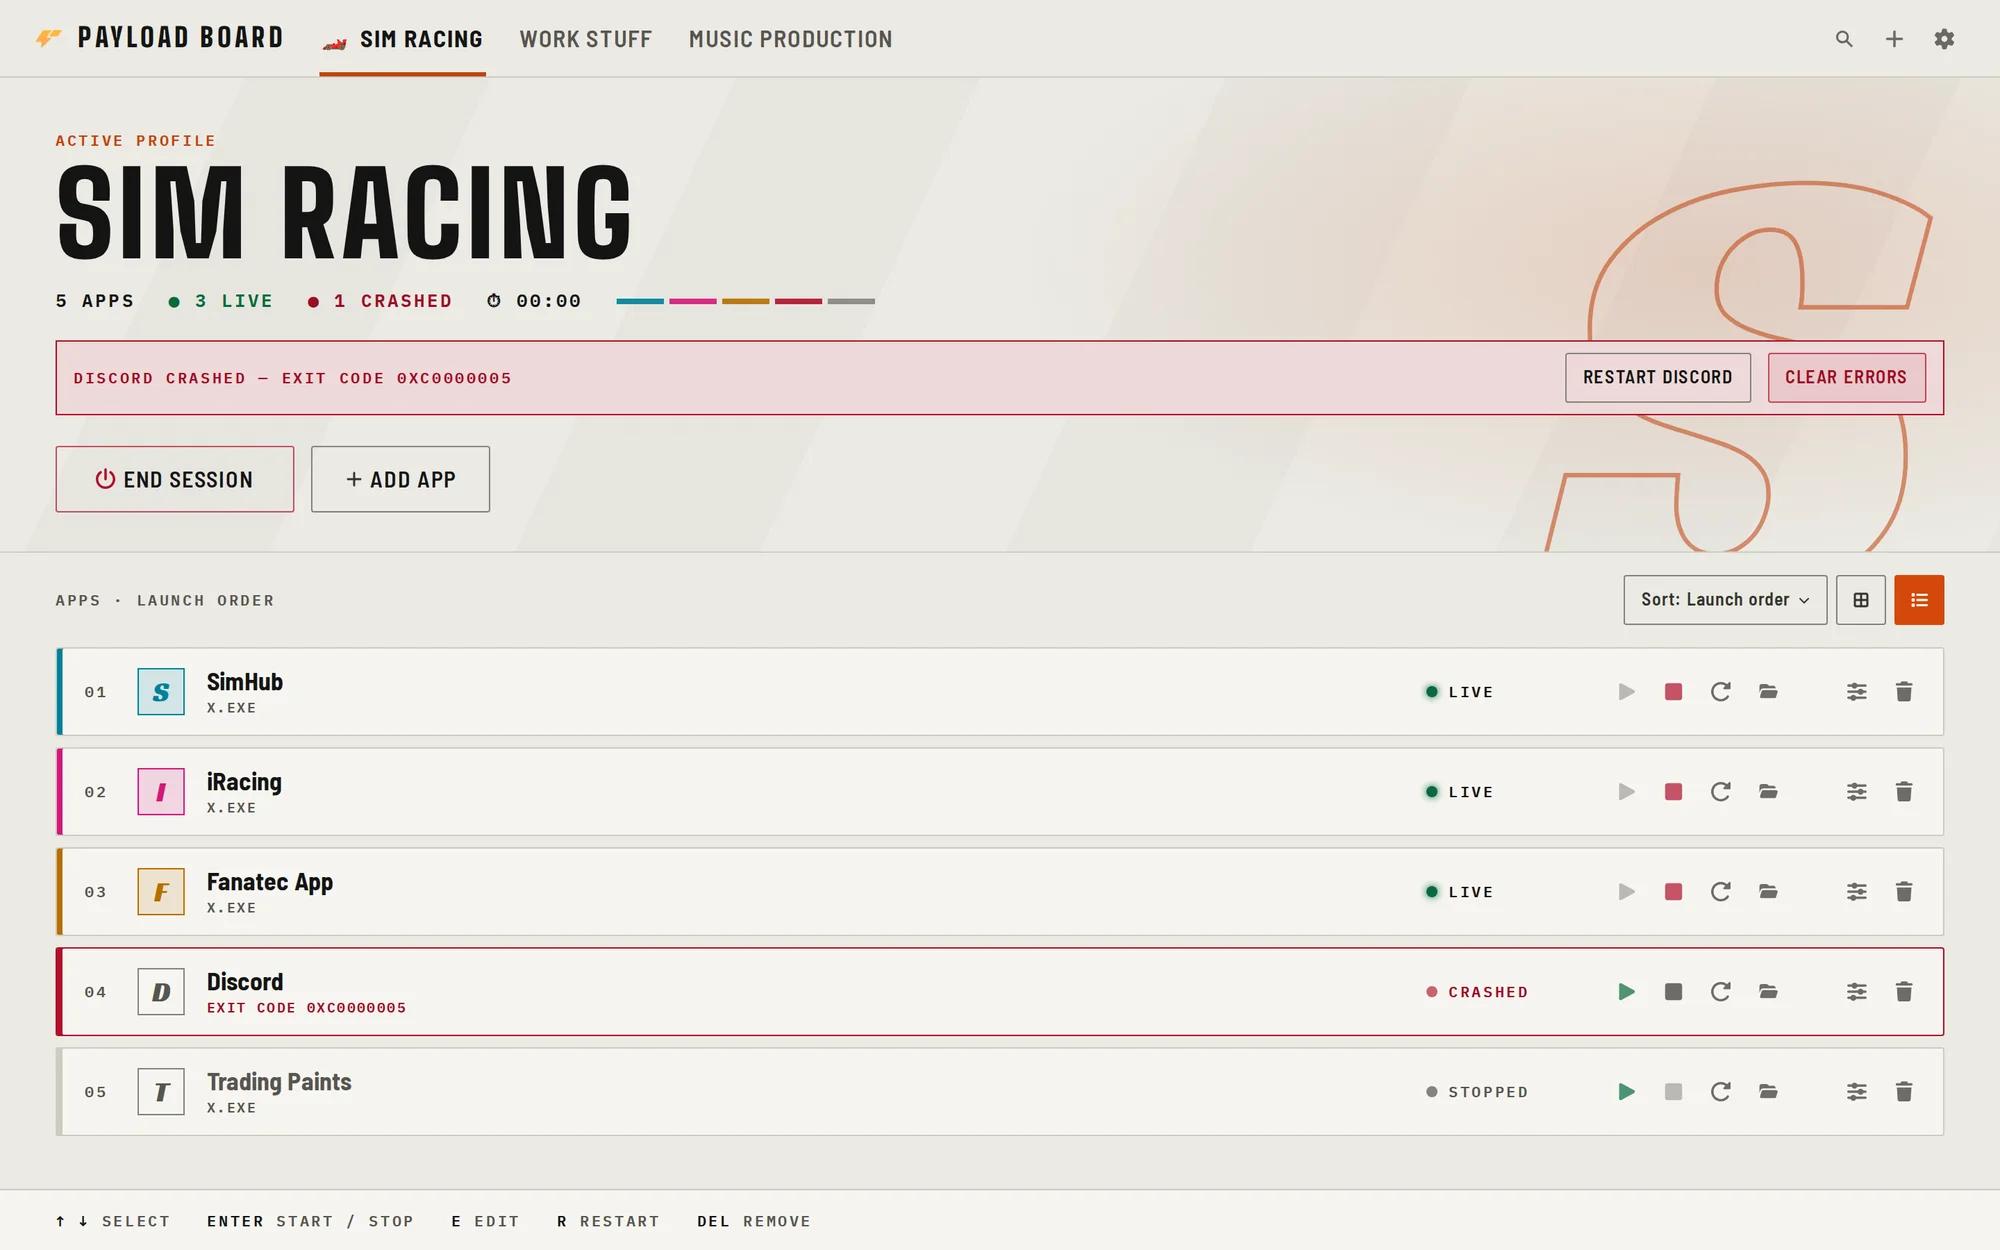 PAYLOAD BOARD
SIM RACING
WORK STUFF
MUSIC PRODUCTION
ACTIVE PROFILE
SIM RACING
5 APPS
3 LIVE
1 CRASHED
00:00
S
DISCORD CRASHED — EXIT CODE 0XC0000005
RESTART DISCORD
CLEAR ERRORS
END SESSION
+ ADD APP
APPS · LAUNCH ORDER
Sort: Launch order
01
S
SimHub
X.EXE
LIVE
02
I
iRacing
X.EXE
LIVE
03
F
Fanatec App
X.EXE
LIVE
04
D
Discord
EXIT CODE 0XC0000005
CRASHED
05
T
Trading Paints
X.EXE
STOPPED
↑ ↓ SELECT
ENTER START / STOP
E EDIT
R RESTART
DEL REMOVE